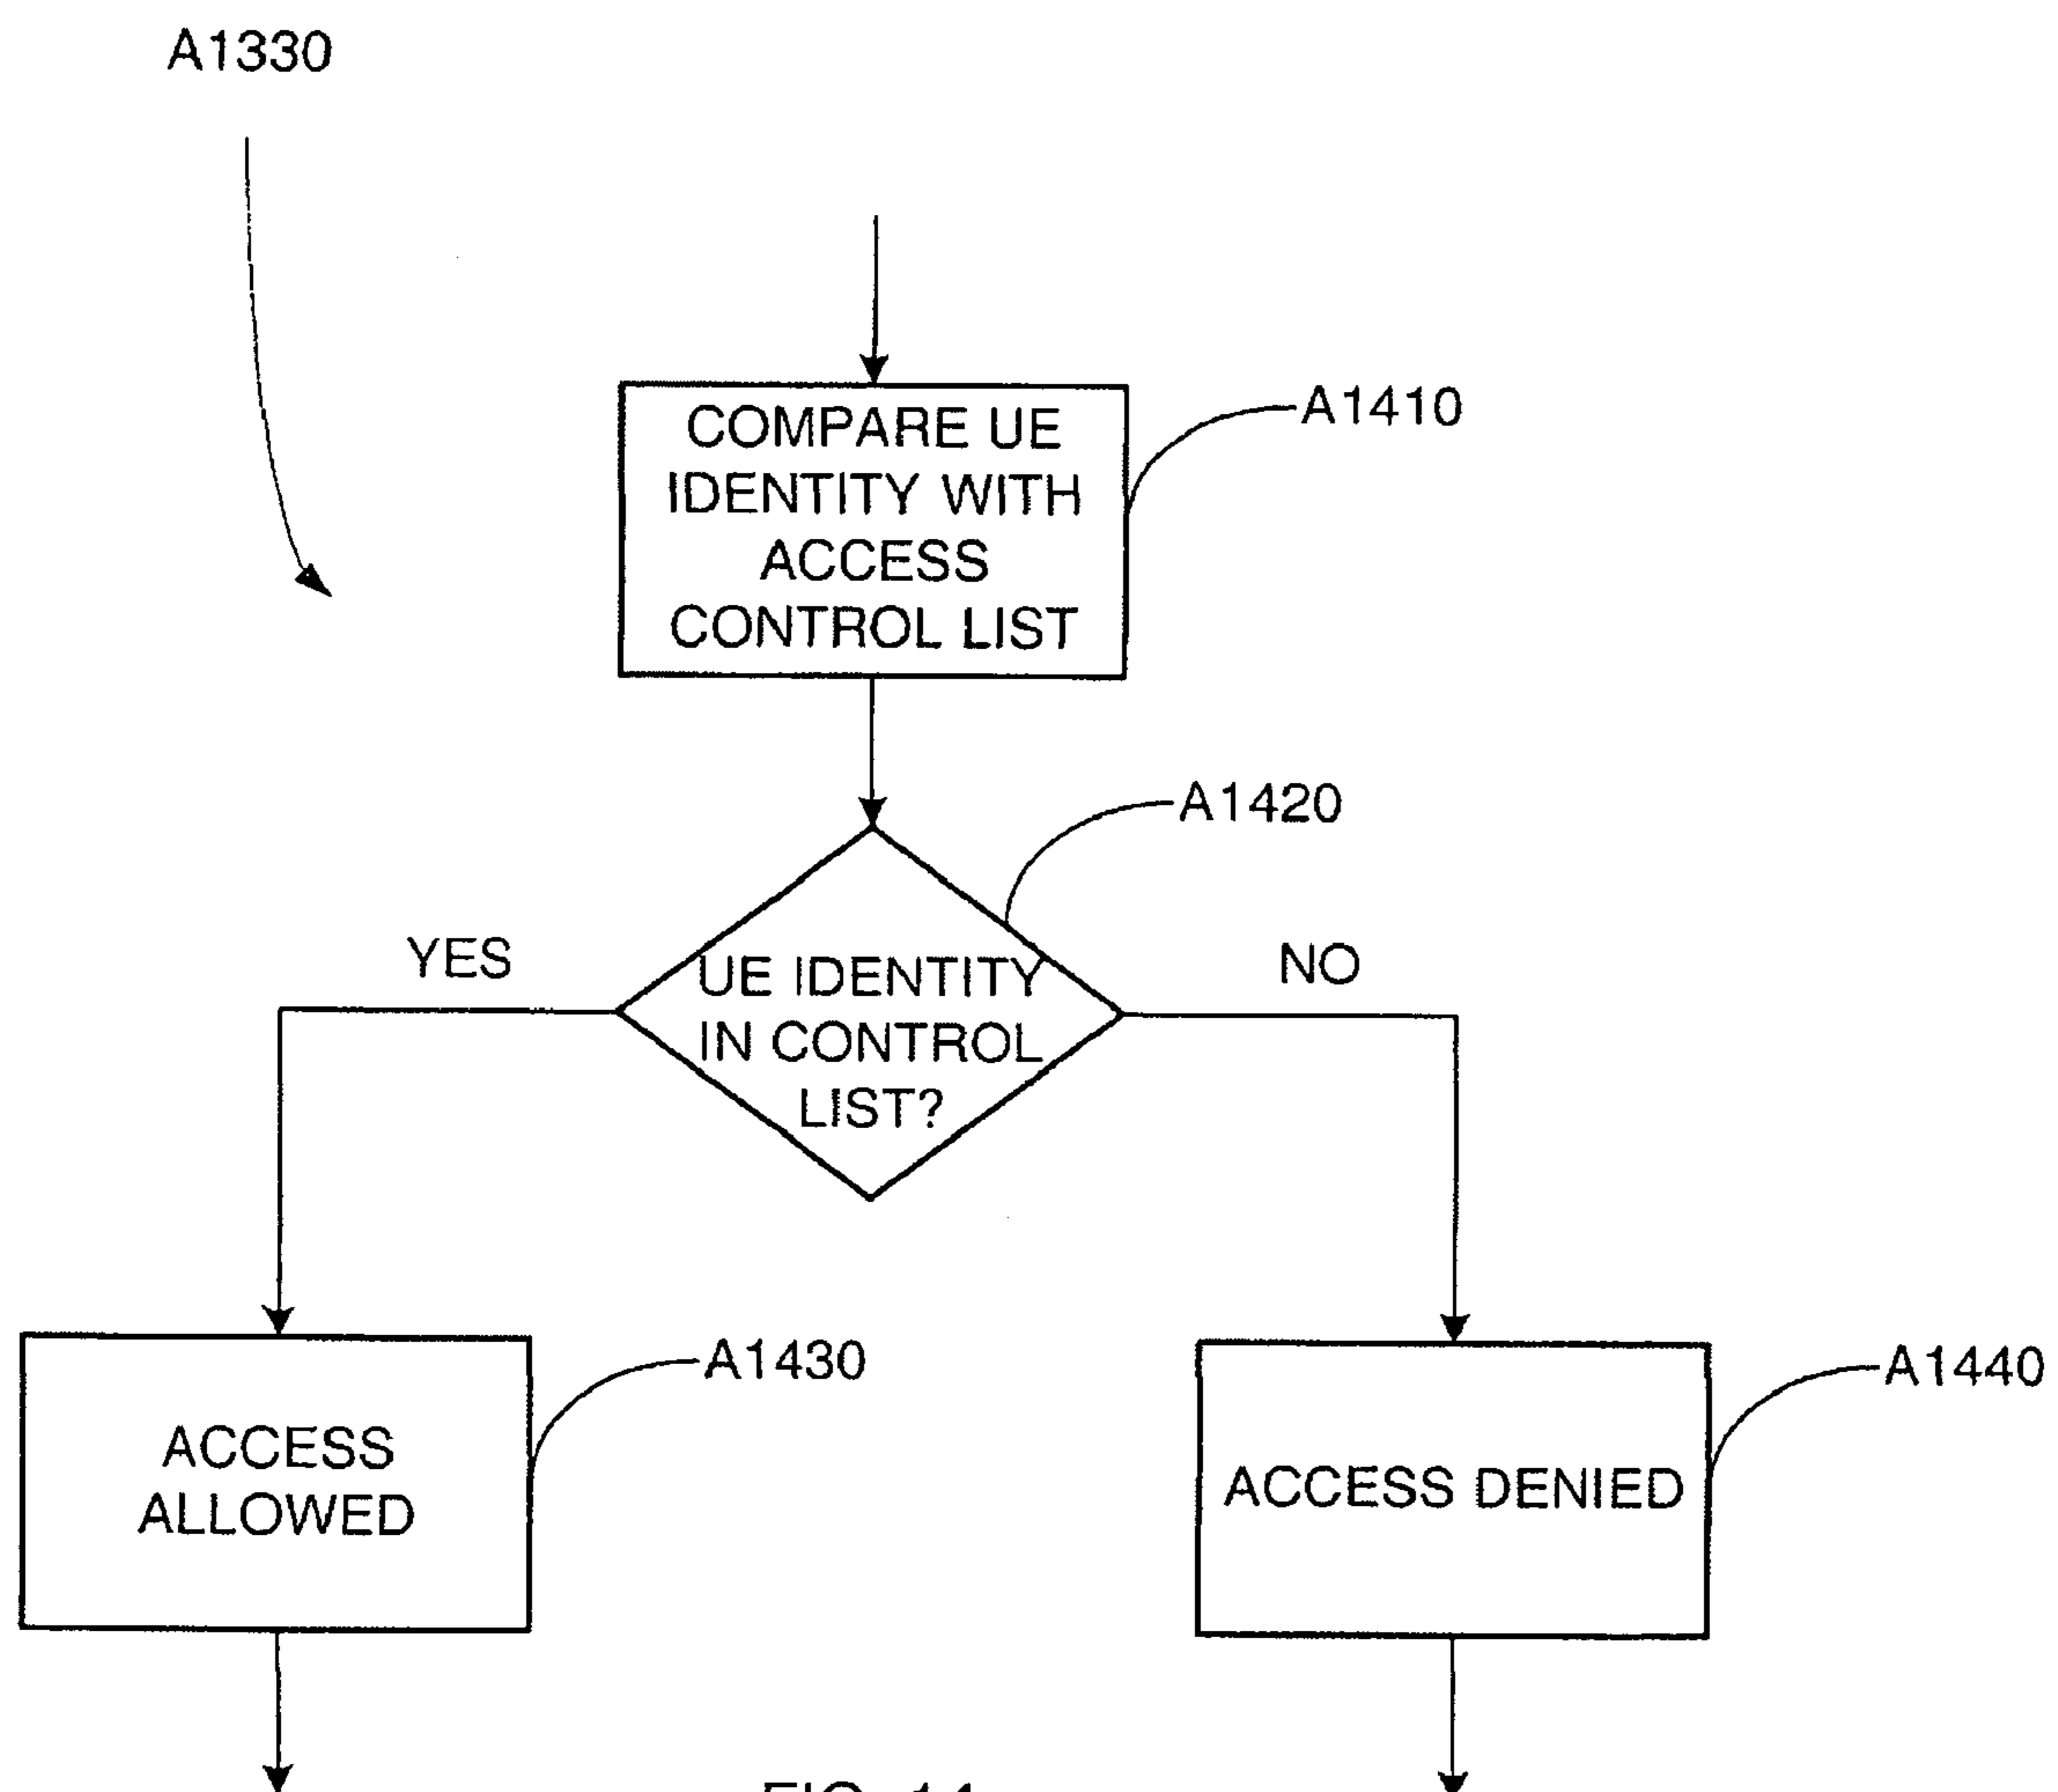 A1330
COMPARE UE
IDENTITY WITH
ACCESS
CONTROL LIST
A1410
A1420
YES
UE IDENTITY
IN CONTROL
LIST?
NO
ACCESS
ALLOWED
A1430
ACCESS DENIED
A1440